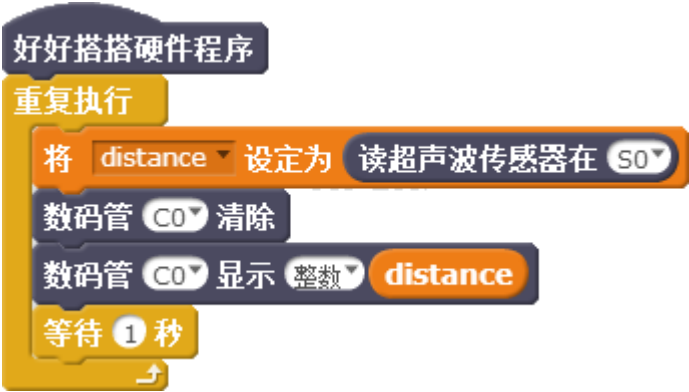 好好搭搭硬件程序
重复执行
将 distance 设定为 读超声波传感器在 S0
数码管 C0 清除
数码管 C0 显示 整数 distance
等待 1 秒